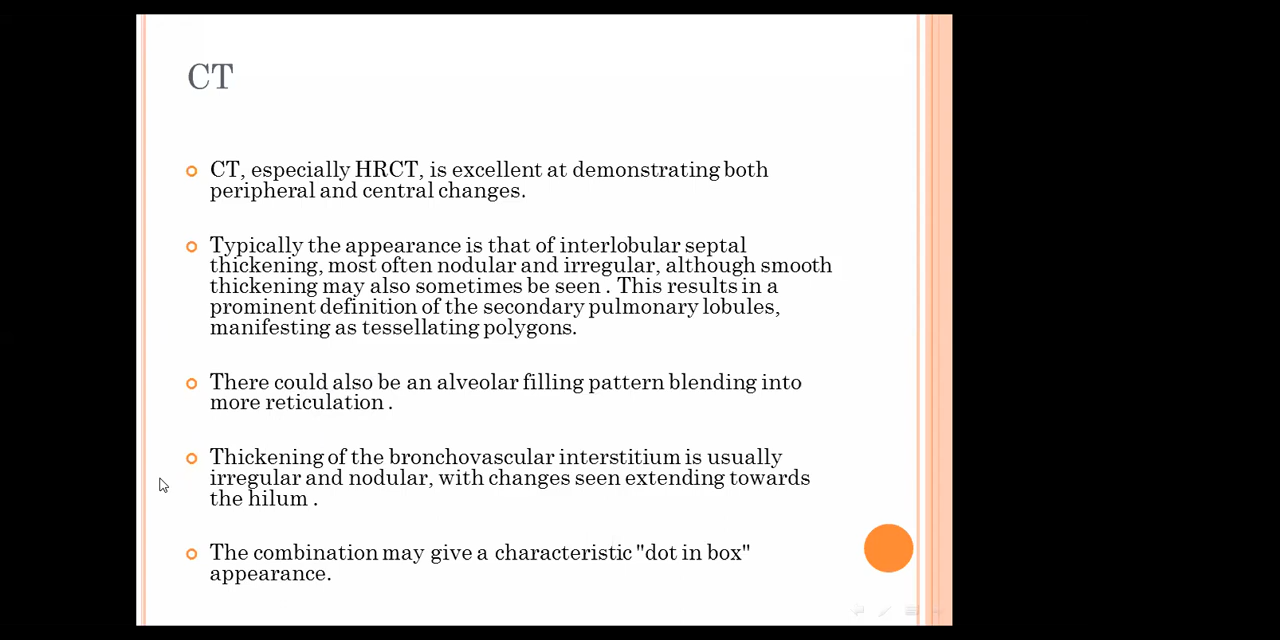 CT
CT, especially HRCT, is excellent at demonstrating both
peripheral and central changes.
Typically the appearance is that of interlobular septal
thickening, most often nodular and irregular, although smooth
thickening may also sometimes be seen . This results in a
prominent definition of the secondary pulmonary lobules,
manifesting as tessellating polygons.
There could also be an alveolar filling pattern blending into
more reticulation .
Thickening of the bronchovascular interstitium is usually
irregular and nodular, with changes seen extending towards
the hilum .
The combination may give a characteristic "dot in box"
appearance.